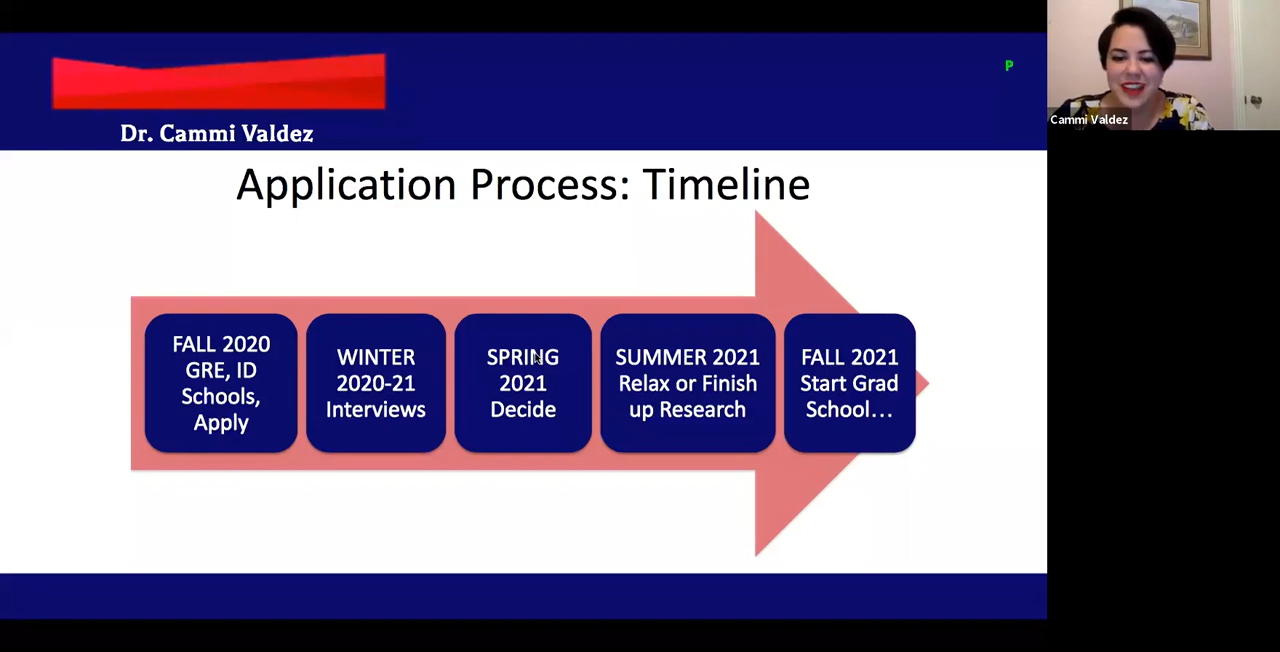 P
Dr. Cammi Valdez
Cammi Valdez
Application Process: Timeline
FALL 2020
GRE, ID
Schools,
Apply
WINTER
2020-21
Interviews
SPRING
2021
Decide
SUMMER 2021
Relax or Finish
up Research
FALL 2021
Start Grad
School...